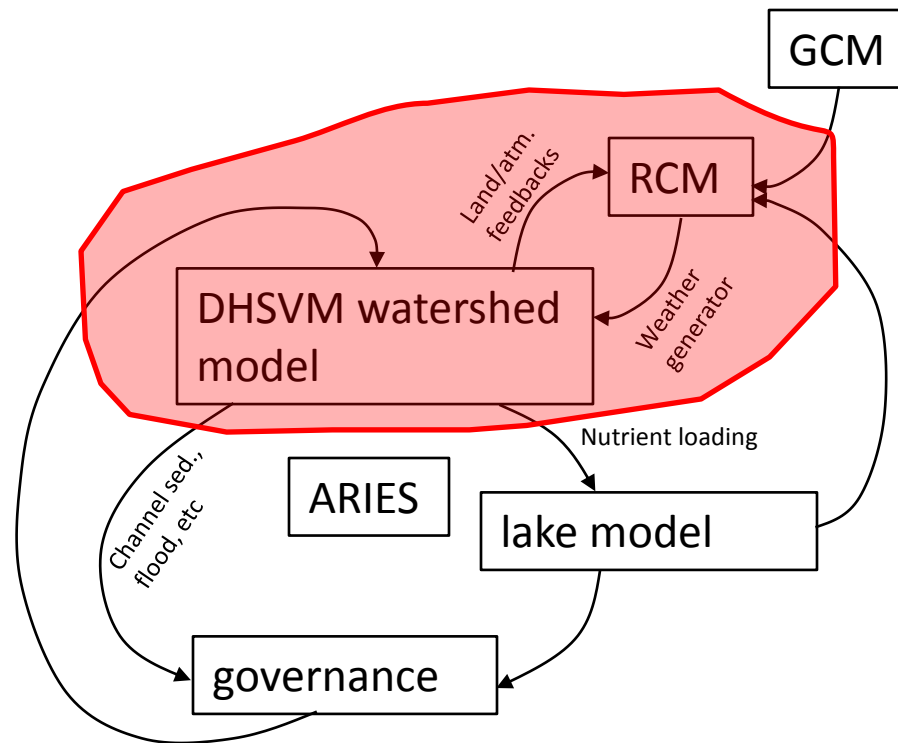 GCM
Land/atm.
feedbacks
RCM
DHSVM watershed
model
Weather
generator
Nutrient loading
Channel sed.,
flood, etc
ARIES
lake model
governance